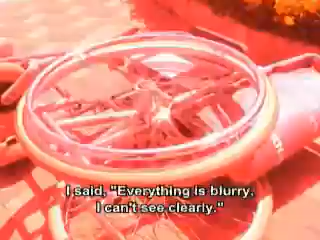 I said, "Everything is blurry,
I can't see clearly."